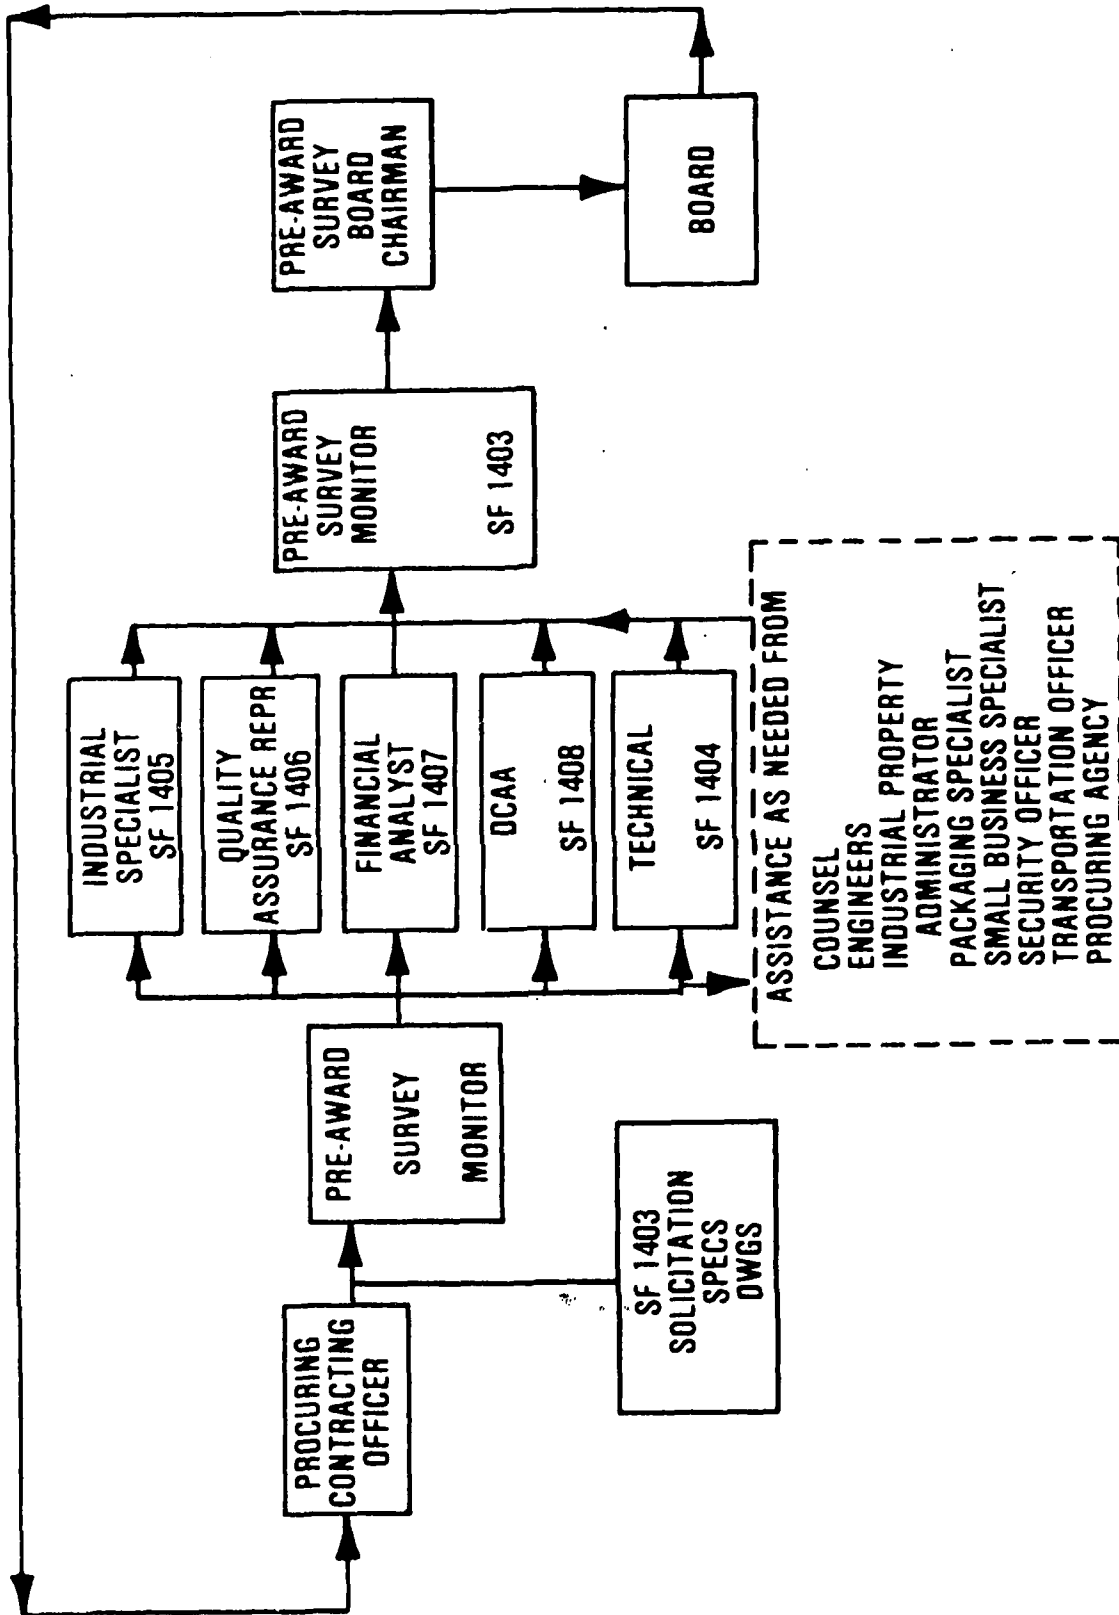 PROCURING
CONTRACTING
OFFICER
SF 1403
SOLICITATION
SPECS
DWGS
PRE-AWARD
SURVEY
MONITOR
INDUSTRIAL
SPECIALIST
SF 1405
QUALITY
ASSURANCE REPR
SF 1406
FINANCIAL
ANALYST
SF 1407
DCAA
SF 1408
TECHNICAL
SF 1404
ASSISTANCE AS NEEDED FROM
COUNSEL
ENGINEERS
INDUSTRIAL PROPERTY
ADMINISTRATOR
PACKAGING SPECIALIST
SMALL BUSINESS SPECIALIST
SECURITY OFFICER
TRANSPORTATION OFFICER
PROCURING AGENCY
PRE-AWARD
SURVEY
MONITOR
SF 1403
PRE-AWARD
SURVEY
BOARD
CHAIRMAN
BOARD